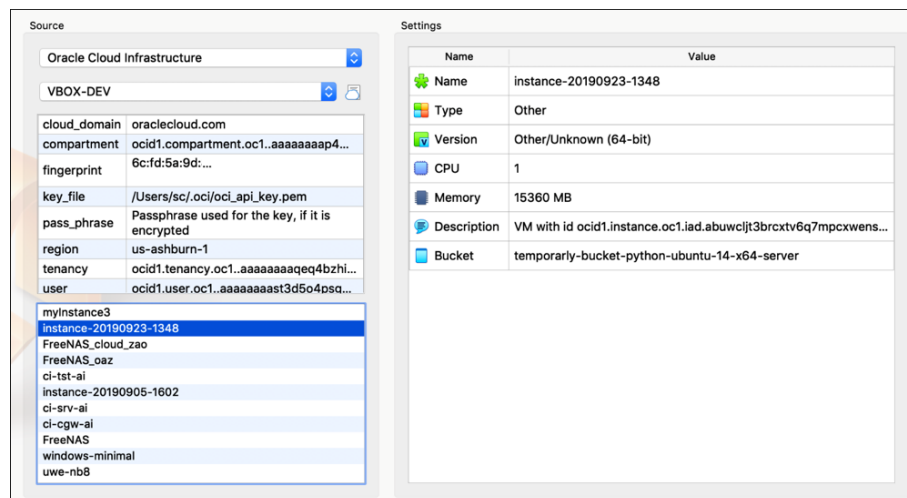 Source
Oracle Cloud Infrastructure
VBOX-DEV
cloud_domain oraclecloud.com
compartment ocid1.compartment.oc1..aaaaaaaap4...
fingerprint 6c:fd:5a:9d:...
key_file /Users/sc/.oci/oci_api_key.pem
pass_phrase Passphrase used for the key, if it is
encrypted
region us-ashburn-1
tenancy ocid1.tenancy.oc1..aaaaaaaaqeq4bzhi...
user ocid1.user.oc1..aaaaaaaast3d5o4psq...
myInstance3
instance-20190923-1348
FreeNAS_cloud_zao
FreeNAS_oaz
ci-tst-ai
instance-20190905-1602
ci-srv-ai
ci-cgw-ai
FreeNAS
windows-minimal
uwe-nb8
Settings
Name Value
Name instance-20190923-1348
Type Other
Version Other/Unknown (64-bit)
CPU 1
Memory 15360 MB
Description VM with id ocid1.instance.oc1.iad.abuwcljt3brcxtv6q7mpcxwens...
Bucket temporarly-bucket-python-ubuntu-14-x64-server